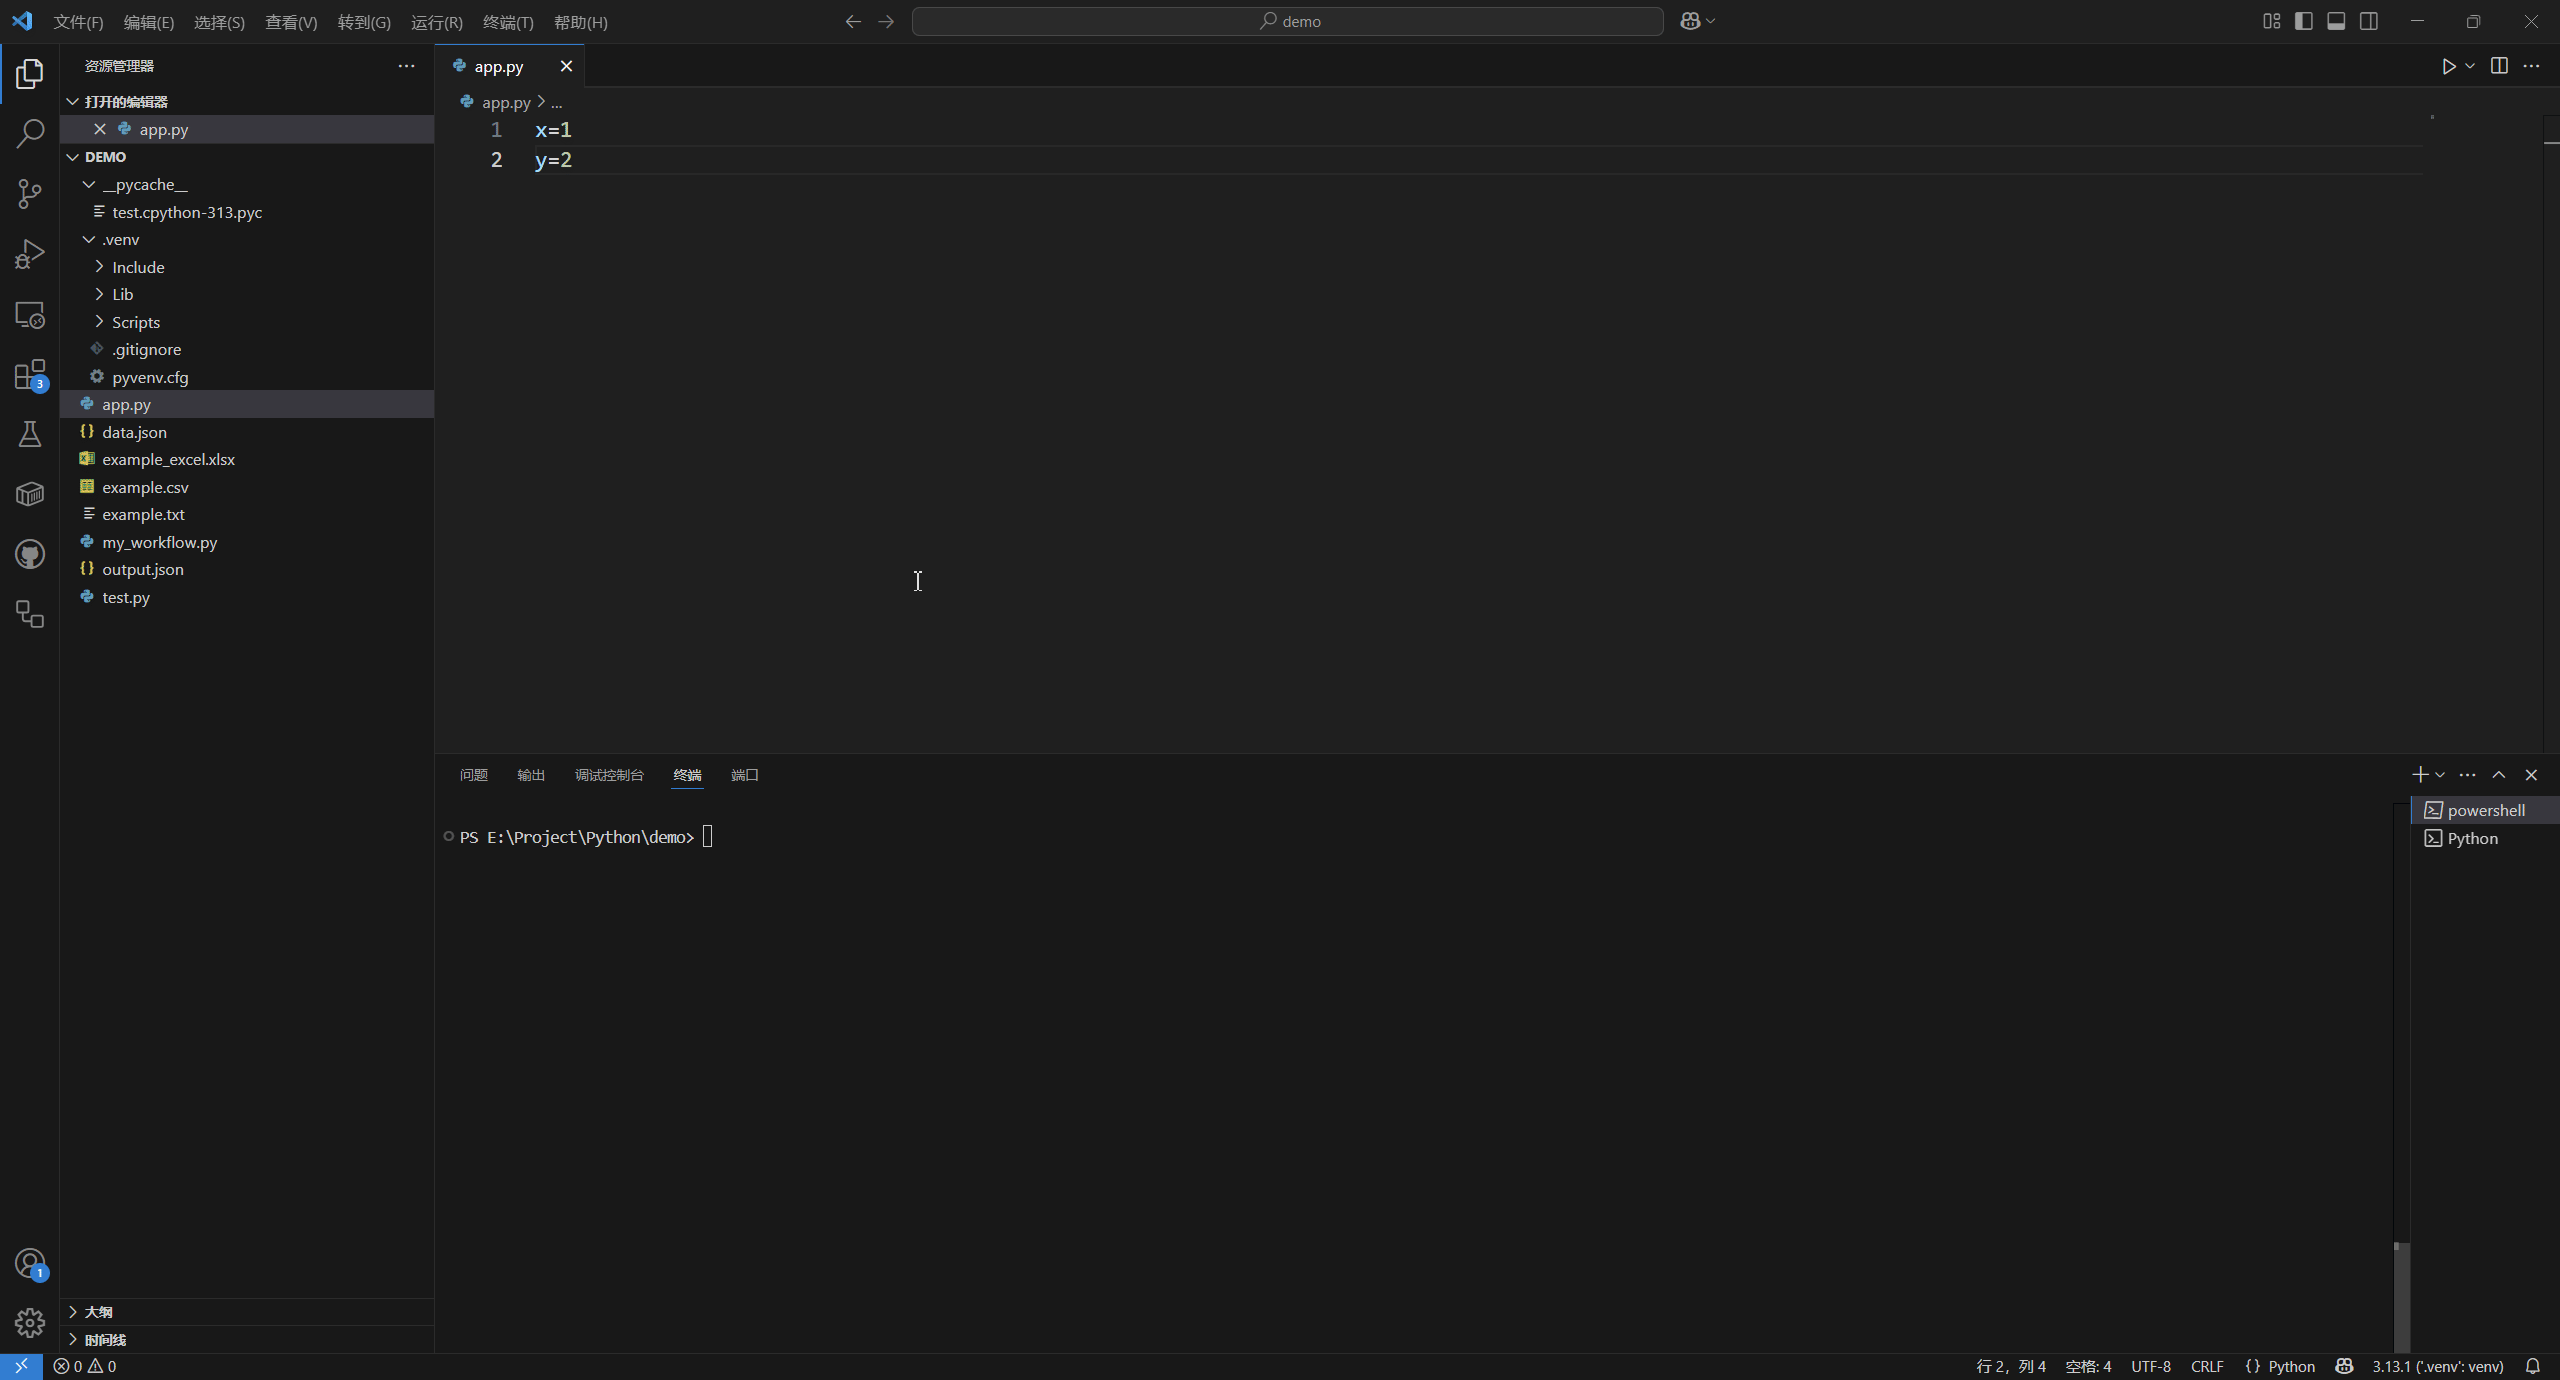 文件(F) 编辑(E) 选择(S) 查看(V) 转到(G) 运行(R) 终端(T) 帮助(H) demo
资源管理器
打开的编辑器
app.py
DEMO
__pycache__
test.cpython-313.pyc
.venv
Include
Lib
Scripts
.gitignore
pyvenv.cfg
app.py
data.json
example_excel.xlsx
example.csv
example.txt
my_workflow.py
output.json
test.py
大纲
时间线
3
1
app.py
app.py > ...
1 x=1
2 y=2
问题 输出 调试控制台 终端 端口
PS E:\Project\Python\demo>
powershell
Python
0 0 行 2，列 4 空格: 4 UTF-8 CRLF {} Python 3.13.1 ('.venv': venv)